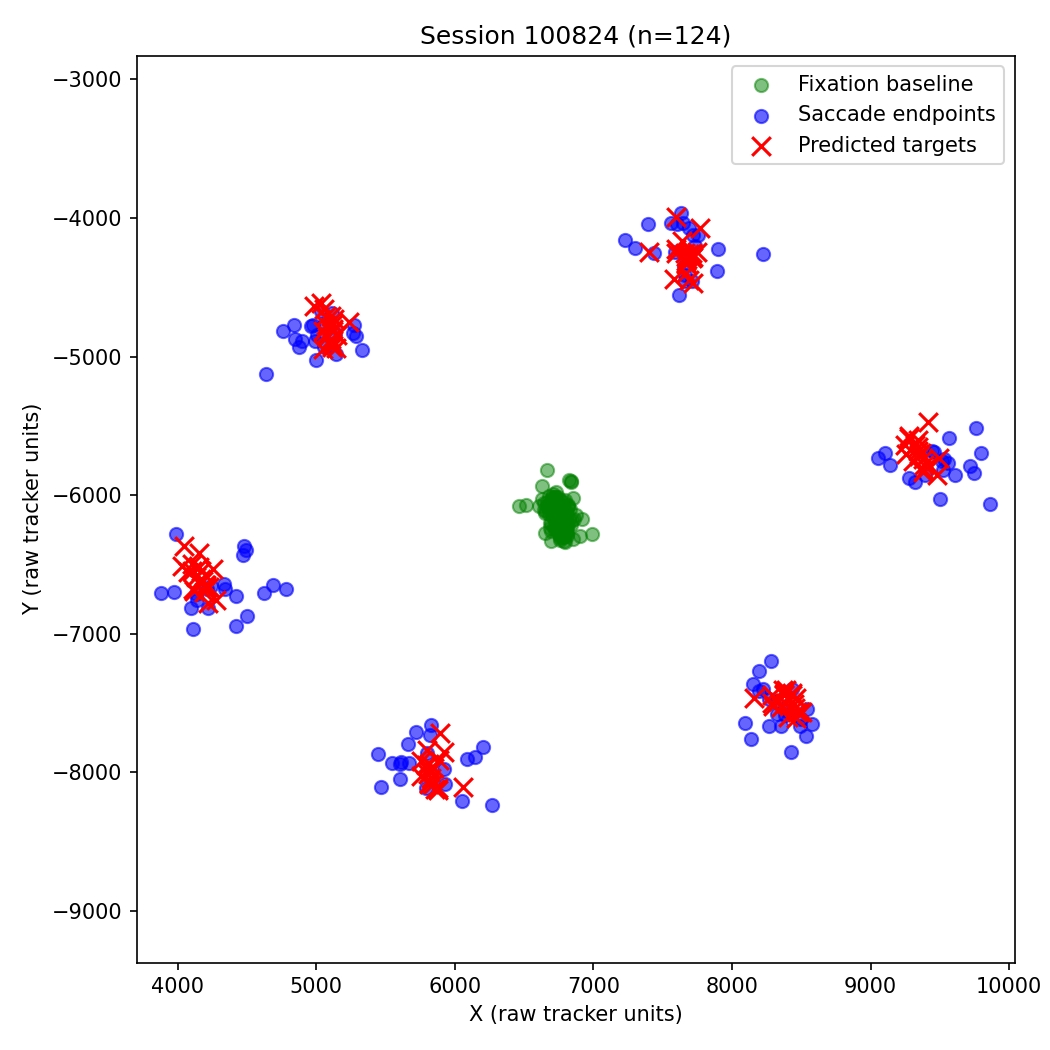 Session 100824 (n=124)
Fixation baseline
Saccade endpoints
Predicted targets
−3000
−4000
−5000
−6000
−7000
−8000
−9000
Y (raw tracker units)
4000 5000 6000 7000 8000 9000 10000
X (raw tracker units)